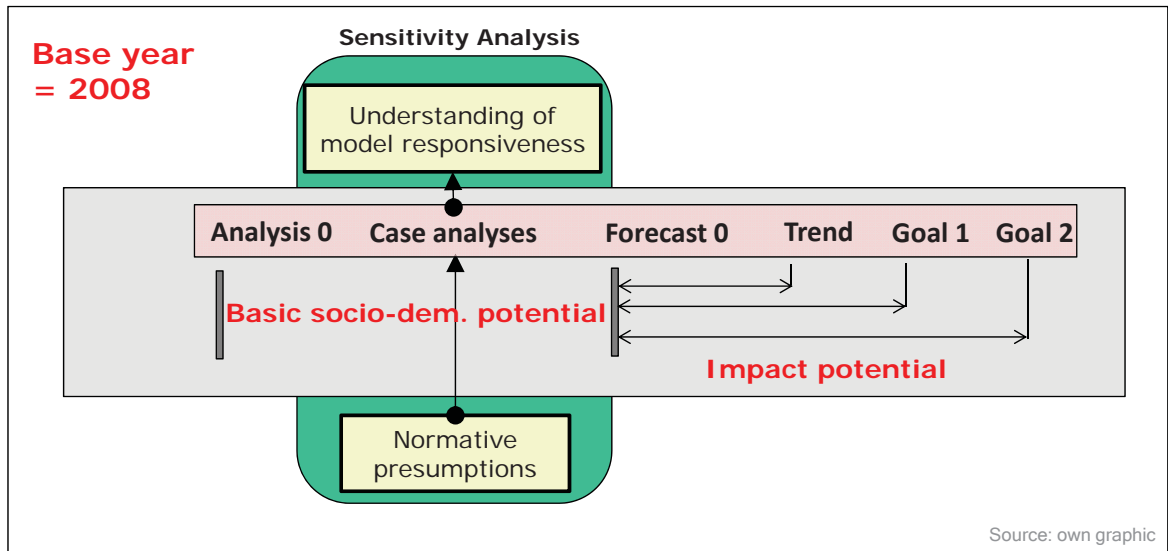 Sensitivity Analysis
Base year
= 2008
Understanding of
model responsiveness
Analysis 0 Case analyses Forecast 0 Trend Goal 1 Goal 2
Basic socio-dem. potential
Impact potential
Normative
presumptions
Source: own graphic